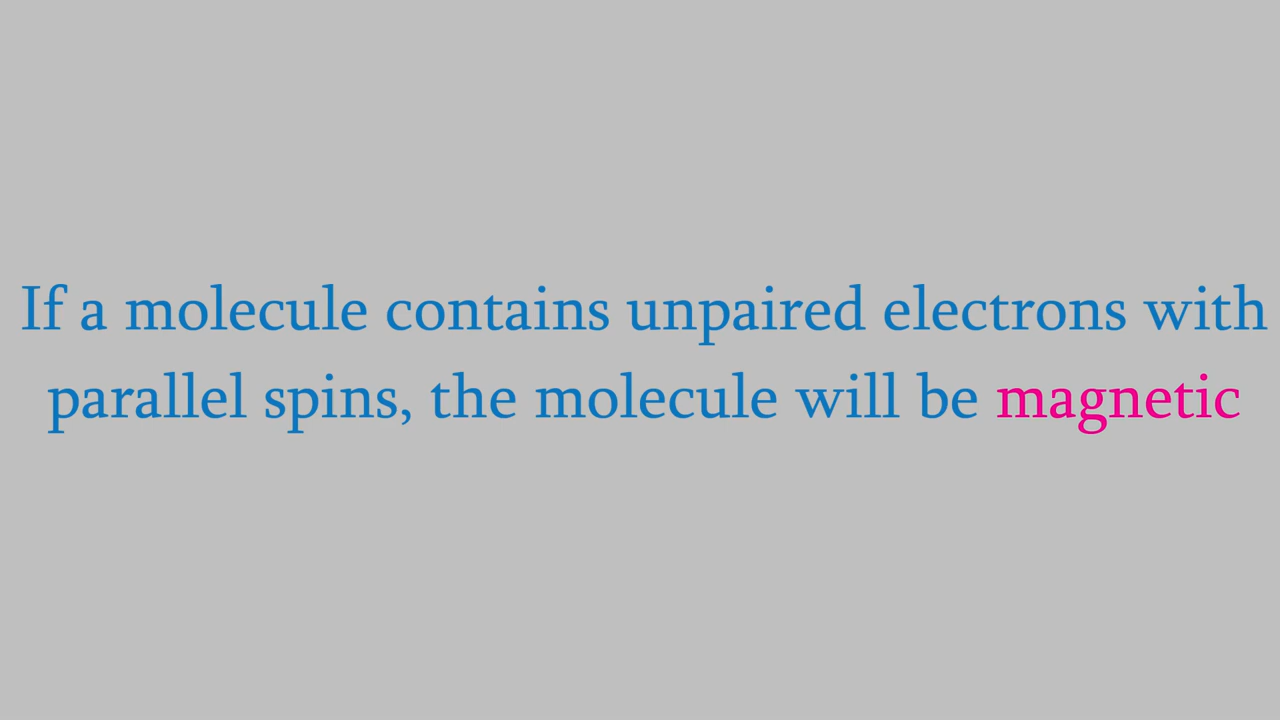 If a molecule contains unpaired electrons with
parallel spins, the molecule will be magnetic